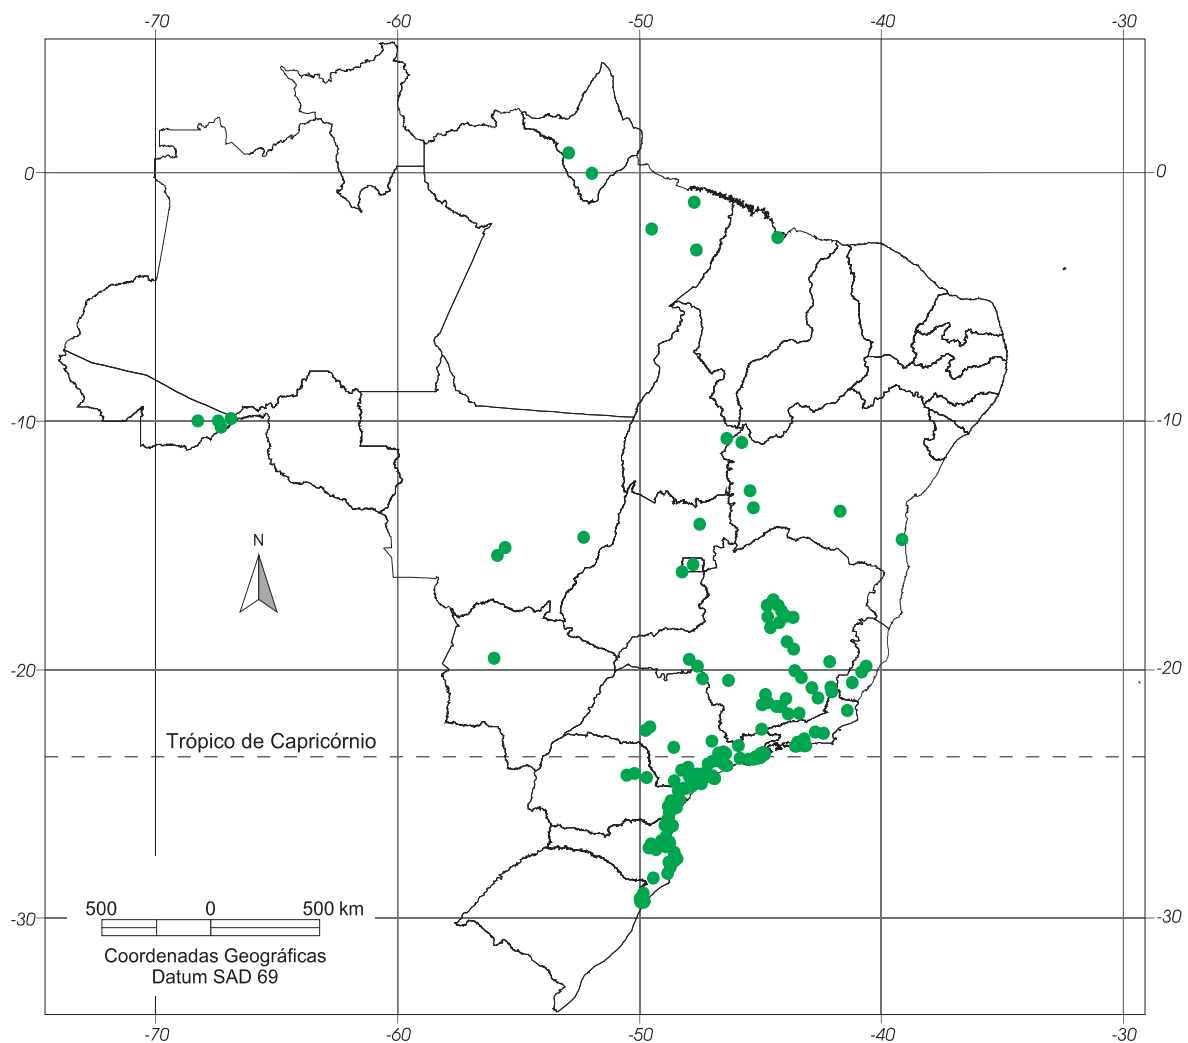 -70 -60 -50 -40 -30
0 0
-10 -10
N
-20 -20
Trópico de Capricórnio
500 0 500 km
-30 -30
Coordenadas Geográficas
Datum SAD 69
-70 -60 -50 -40 -30